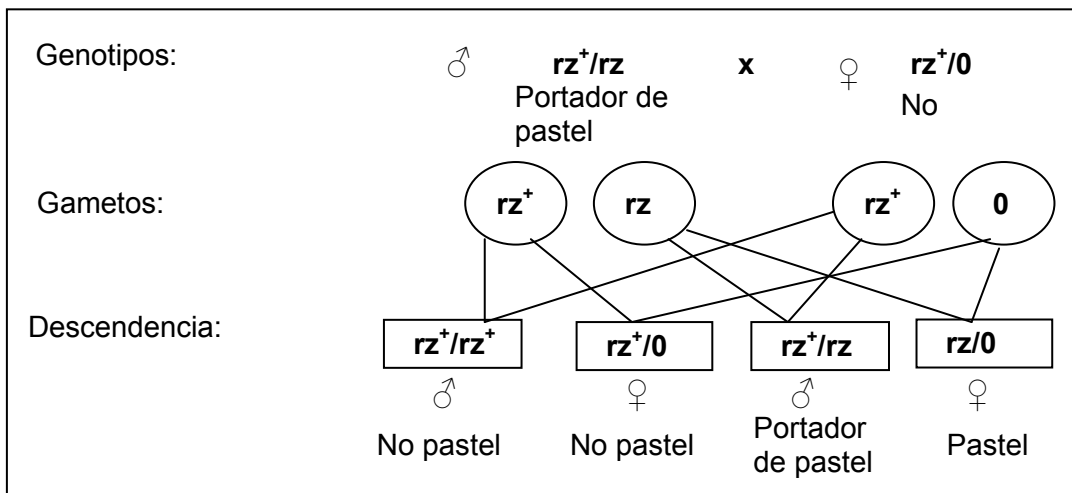 Genotipos: ♂ rz⁺/rz x ♀ rz⁺/0
Portador de No
pastel
Gametos: rz⁺ rz rz⁺ 0
Descendencia:
rz⁺/rz⁺ rz⁺/0 rz⁺/rz rz/0
♂ ♀ ♂ ♀
No pastel No pastel Portador Pastel
de pastel